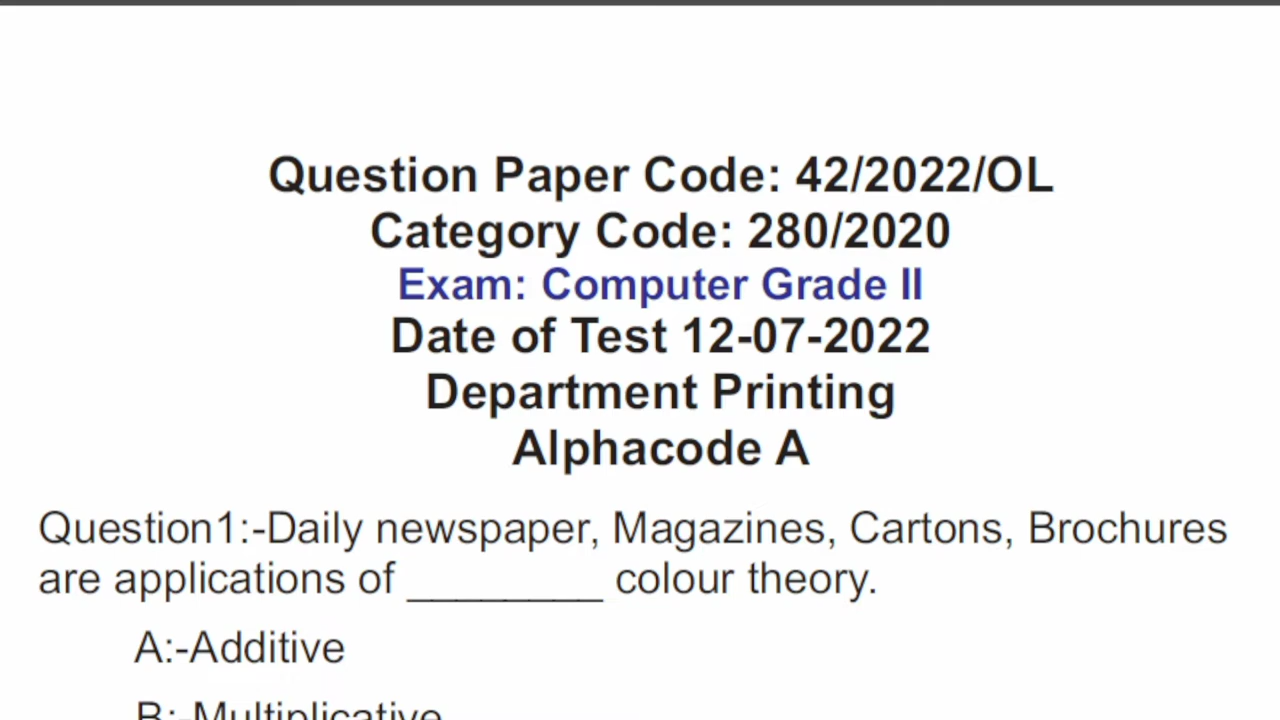 Question Paper Code: 42/2022/OL
Category Code: 280/2020
Exam: Computer Grade II
Date of Test 12-07-2022
Department Printing
Alphacode A
Question1:-Daily newspaper, Magazines, Cartons, Brochures
are applications of ________ colour theory.
A:-Additive
B:-Multiplicative